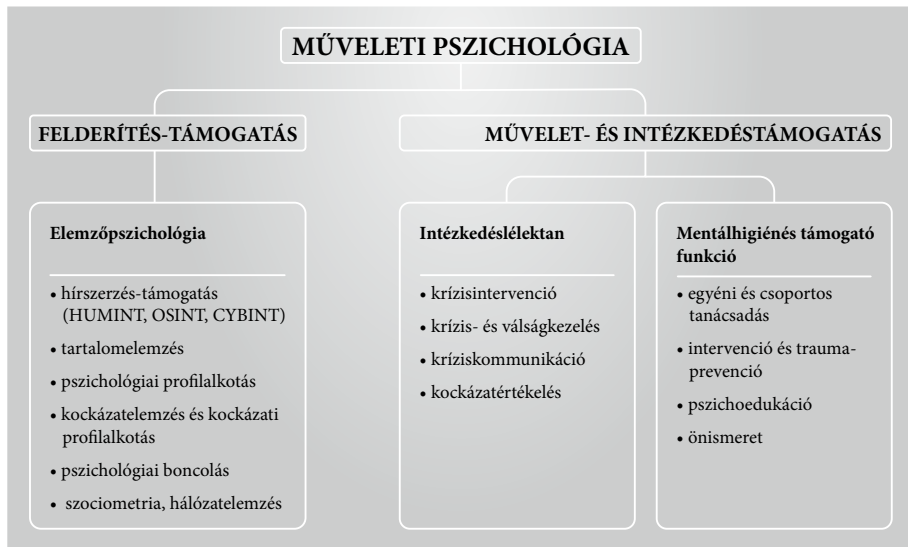 MŰVELETI PSZICHOLÓGIA
FELDERÍTÉS-TÁMOGATÁS
MŰVELET- ÉS INTÉZKEDÉSTÁMOGATÁS
Elemzőpszichológia
• hírszerzés-támogatás
(HUMINT, OSINT, CYBINT)
• tartalomelemzés
• pszichológiai profilalkotás
• kockázatelemzés és kockázati
profilalkotás
• pszichológiai boncolás
• szociometria, hálózatelemzés
Intézkedéslélektan
• krízisintervenció
• krízis- és válságkezelés
• kríziskommunikáció
• kockázatértékelés
Mentálhigiénés támogató
funkció
• egyéni és csoportos
tanácsadás
• intervenció és trauma-
prevenció
• pszichoedukáció
• önismeret